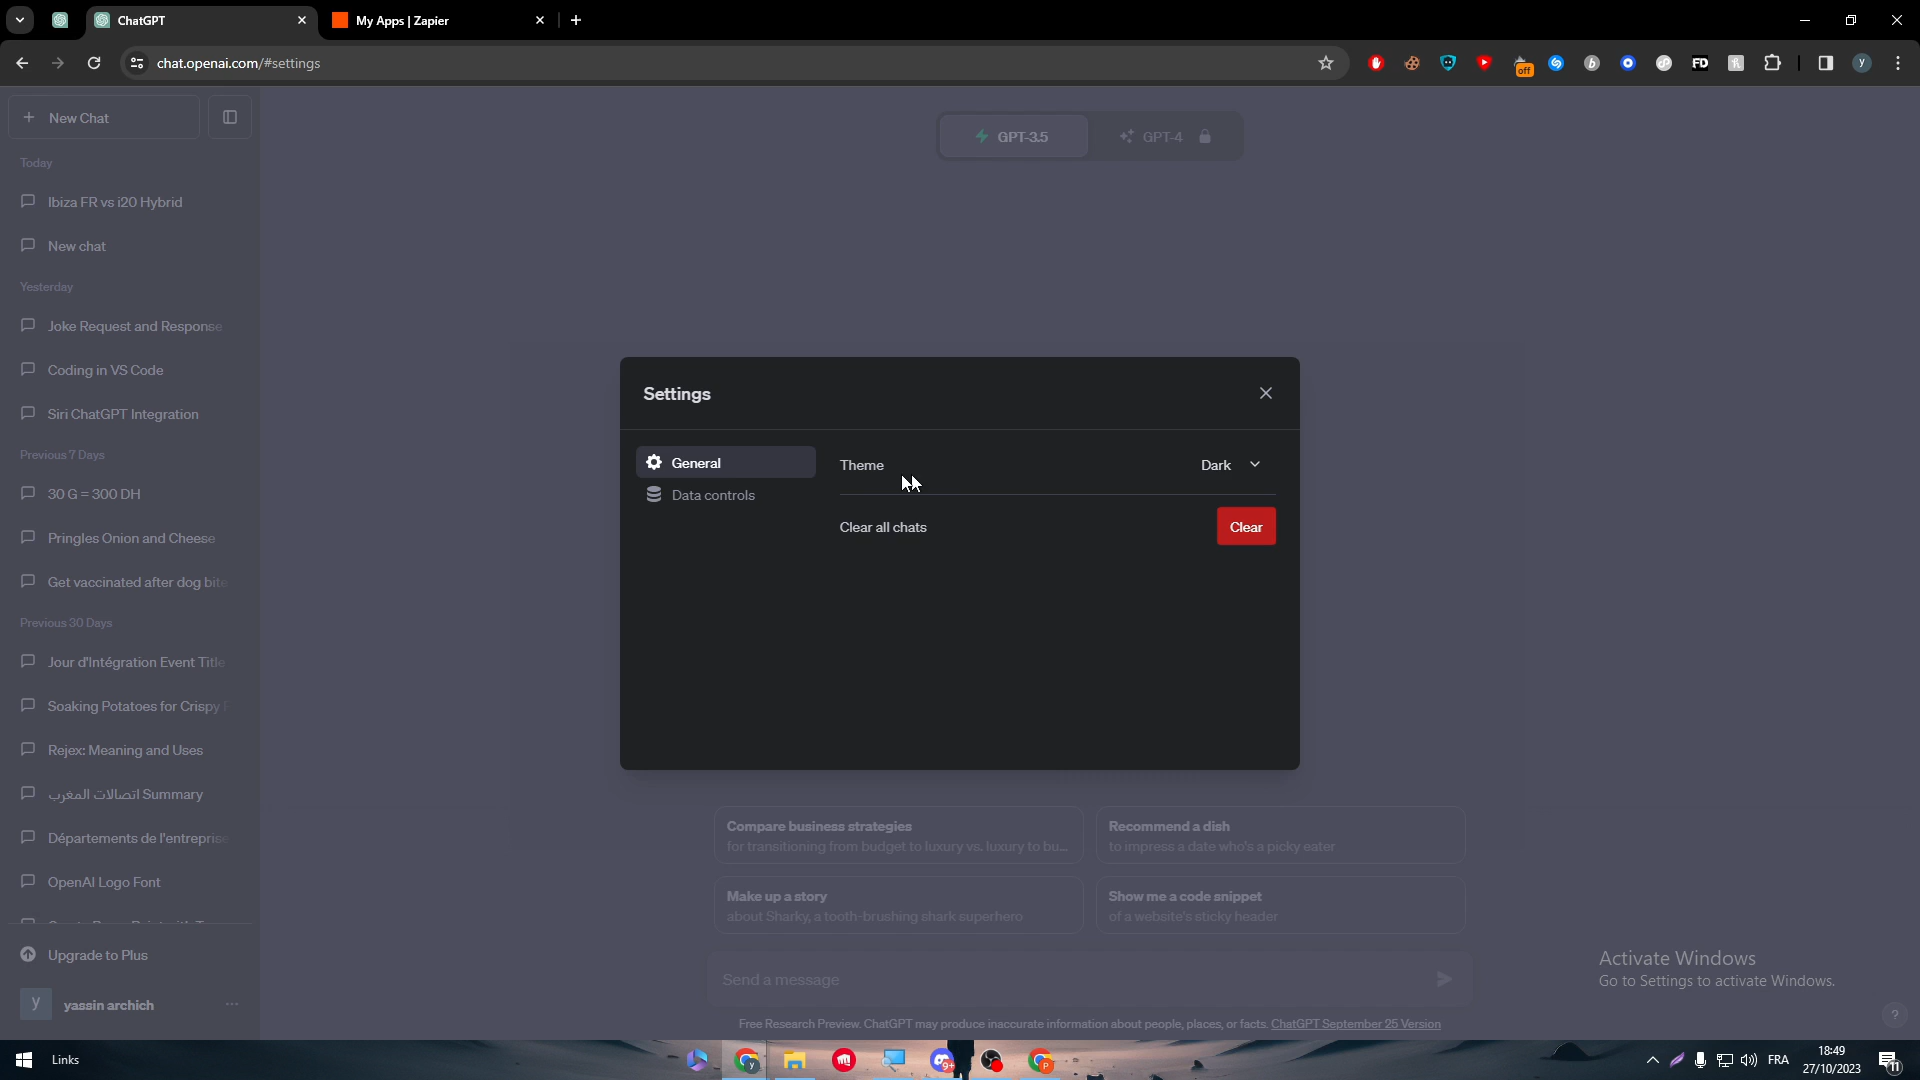 ChatGPT
My Apps | Zapier
chat.openai.com/#settings
off
b
FD
y
New Chat
GPT-3.5
GPT-4
Today
Ibiza FR vs i20 Hybrid
New chat
Yesterday
Joke Request and Response
Coding in VS Code
Siri ChatGPT Integration
Previous 7 Days
30 G = 300 DH
Pringles Onion and Cheese
Get vaccinated after dog bite
Previous 30 Days
Jour d'Intégration Event Title
Soaking Potatoes for Crispy
Rejex: Meaning and Uses
اتصالات المغرب Summary
Départements de l'entreprise
OpenAI Logo Font
Upgrade to Plus
y
yassin archich
Settings
General
Data controls
Theme
Dark
Clear all chats
Clear
Compare business strategies
for transitioning from budget to luxury vs. luxury to bu...
Recommend a dish
to impress a date who's a picky eater
Make up a story
about Sharky, a tooth-brushing shark superhero
Show me a code snippet
of a website's sticky header
Send a message
Free Research Preview. ChatGPT may produce inaccurate information about people, places, or facts. ChatGPT September 25 Version
Activate Windows
Go to Settings to activate Windows.
?
Links
y
9+
P
FRA
18:49
27/10/2023
11